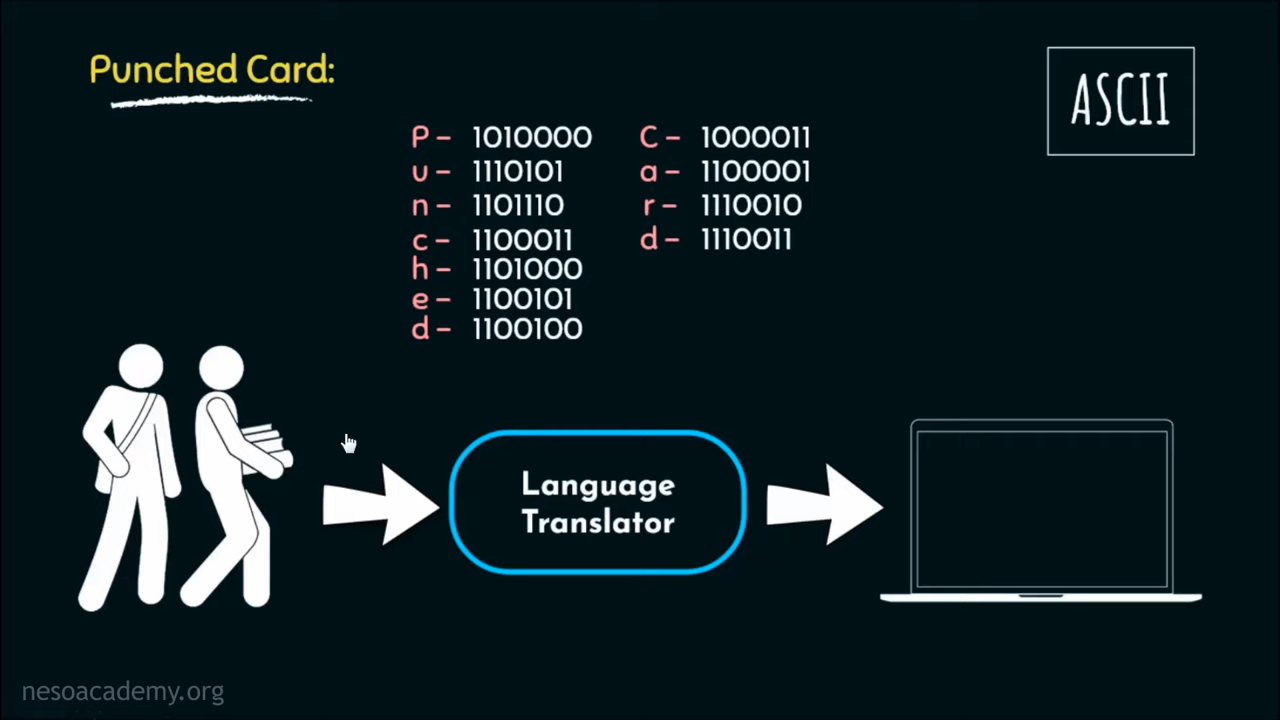 Punched Card:
ASCII
P – 1010000
u – 1110101
n – 1101110
c – 1100011
h – 1101000
e – 1100101
d – 1100100
C – 1000011
a – 1100001
r – 1110010
d – 1110011
Language
Translator
nesoacademy.org